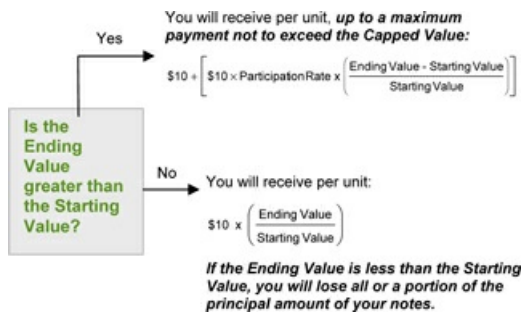 You will receive per unit, up to a maximum
payment not to exceed the Capped Value:
Yes
$10 + [ $10 × Participation Rate x ( Ending Value - Starting Value / Starting Value ) ]
Is the
Ending
Value
greater than
the Starting
Value?
No
You will receive per unit:
$10 x ( Ending Value / Starting Value )
If the Ending Value is less than the Starting
Value, you will lose all or a portion of the
principal amount of your notes.